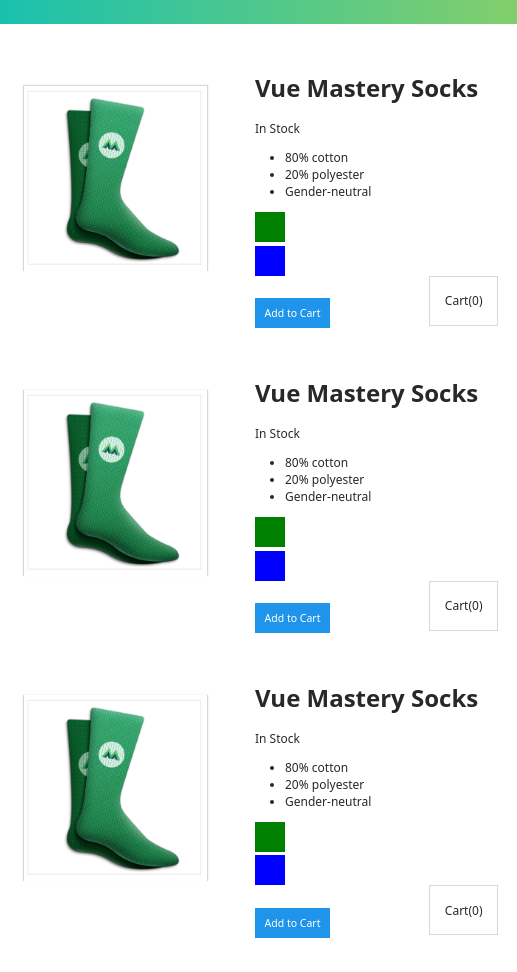 Vue Mastery Socks
In Stock
80% cotton
20% polyester
Gender-neutral
Cart(0)
Add to Cart
Vue Mastery Socks
In Stock
80% cotton
20% polyester
Gender-neutral
Cart(0)
Add to Cart
Vue Mastery Socks
In Stock
80% cotton
20% polyester
Gender-neutral
Cart(0)
Add to Cart